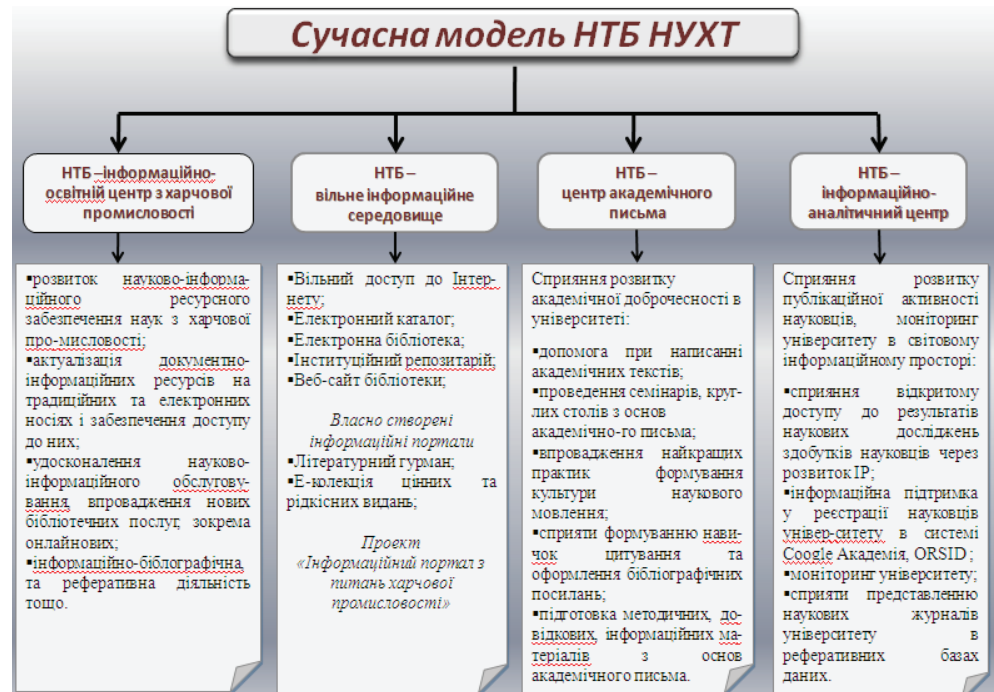 Сучасна модель НТБ НУХТ
НТБ –інформаційно-
освітній центр з харчової
промисловості
▪розвиток науково-інформа-
ційного ресурсного
забезпечення наук з харчової
про-мисловості;
▪актуалізація документно-
інформаційних ресурсів на
традиційних та електронних
носіях і забезпечення доступу
до них;
▪удосконалення науково-
інформаційного обслугову-
вання, впровадження нових
бібліотечних послуг, зокрема
онлайнових;
▪інформаційно-біблографічна
та реферативна діяльність
тощо.
НТБ –
вільне інформаційне
середовище
▪Вільний доступ до Інтер-
нету;
▪Електронний каталог;
▪Електронна бібліотека;
▪Інституційний репозитарій;
▪Веб-сайт бібліотеки;
Власно створені
інформаційні портали
▪Літературний гурман;
▪Е-колекція цінних та
рідкісних видань;
Проект
«Інформаційний портал з
питань харчової
промисловості»
НТБ –
центр академічного
письма
Сприяння розвитку
академічної доброчесності в
університеті:
▪допомога при написанні
академічних текстів;
▪проведення семінарів, круг-
лих столів з основ
академічно-го письма;
▪впровадження найкращих
практик формування
культури наукового
мовлення;
▪сприяти формуванню нави-
чок цитування та
оформлення бібліографічних
посилань;
▪підготовка методичних, до-
відкових, інформаційних ма-
теріалів з основ
академічного письма.
НТБ –
інформаційно-
аналітичний центр
Сприяння розвитку
публікаційної активності
науковців, моніторинг
університету в світовому
інформаційному просторі:
▪сприяння відкритому
доступу до результатів
наукових досліджень
здобутків науковців через
розвиток ІР;
▪інформаційна підтримка
у реєстрації науковців
універ-ситету в системі
Coogle Академія, ORSID ;
▪моніторинг університету;
▪сприяти представленню
наукових журналів
університету в
реферативних базах
даних.